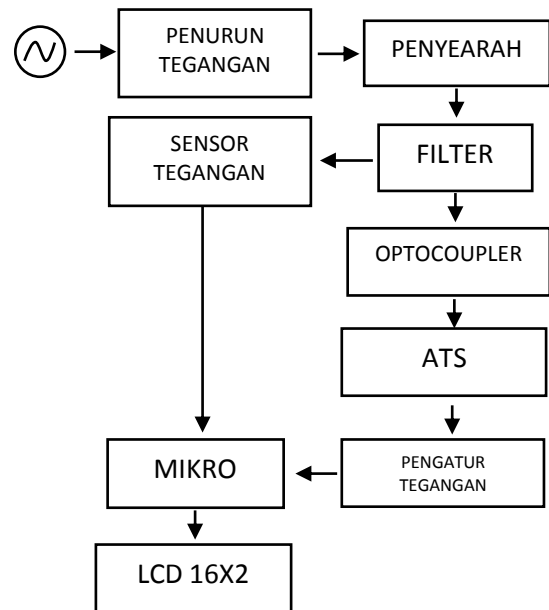 PENURUN
TEGANGAN
PENYEARAH
SENSOR
TEGANGAN
FILTER
OPTOCOUPLER
ATS
MIKRO
PENGATUR
TEGANGAN
LCD 16X2